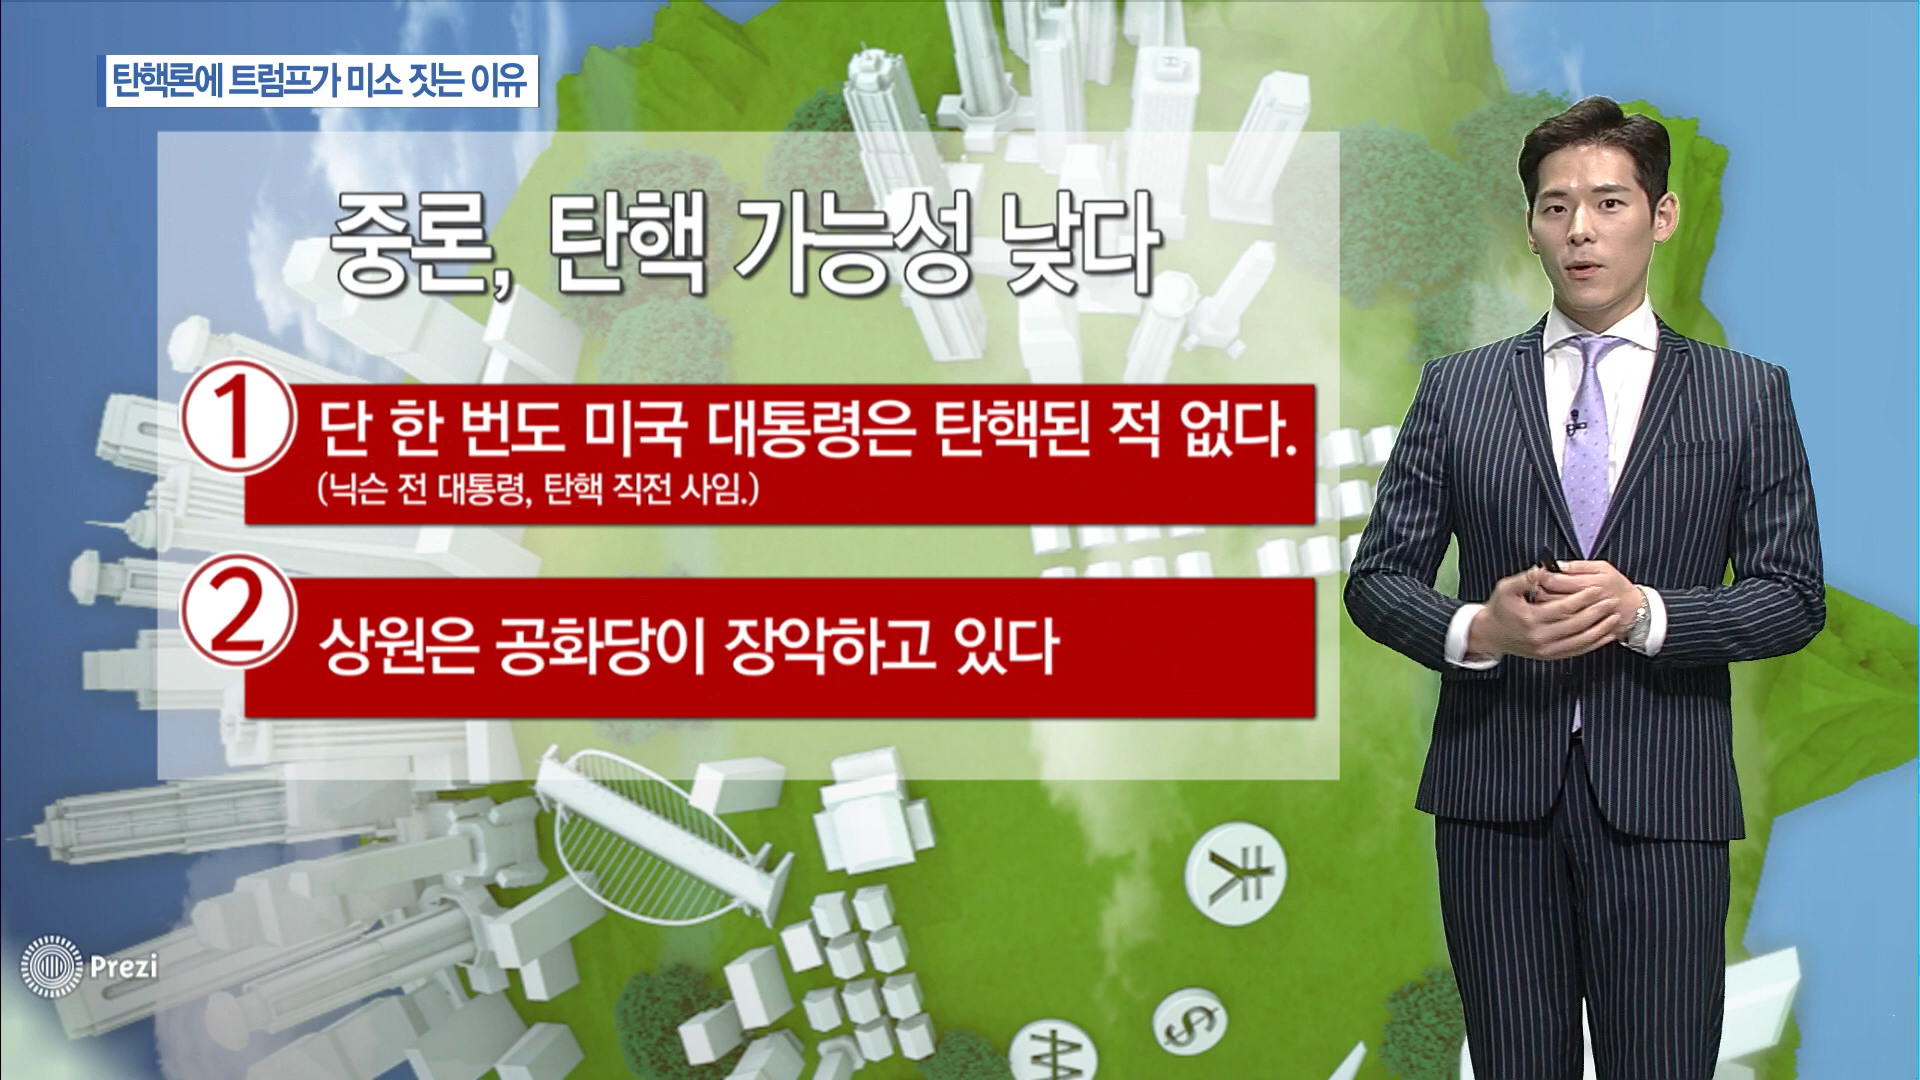 탄핵론에 트럼프가 미소 짓는 이유
중론, 탄핵 가능성 낮다
1 단 한 번도 미국 대통령은 탄핵된 적 없다.
(닉슨 전 대통령, 탄핵 직전 사임.)
2 상원은 공화당이 장악하고 있다
Prezi
¥
$
₩